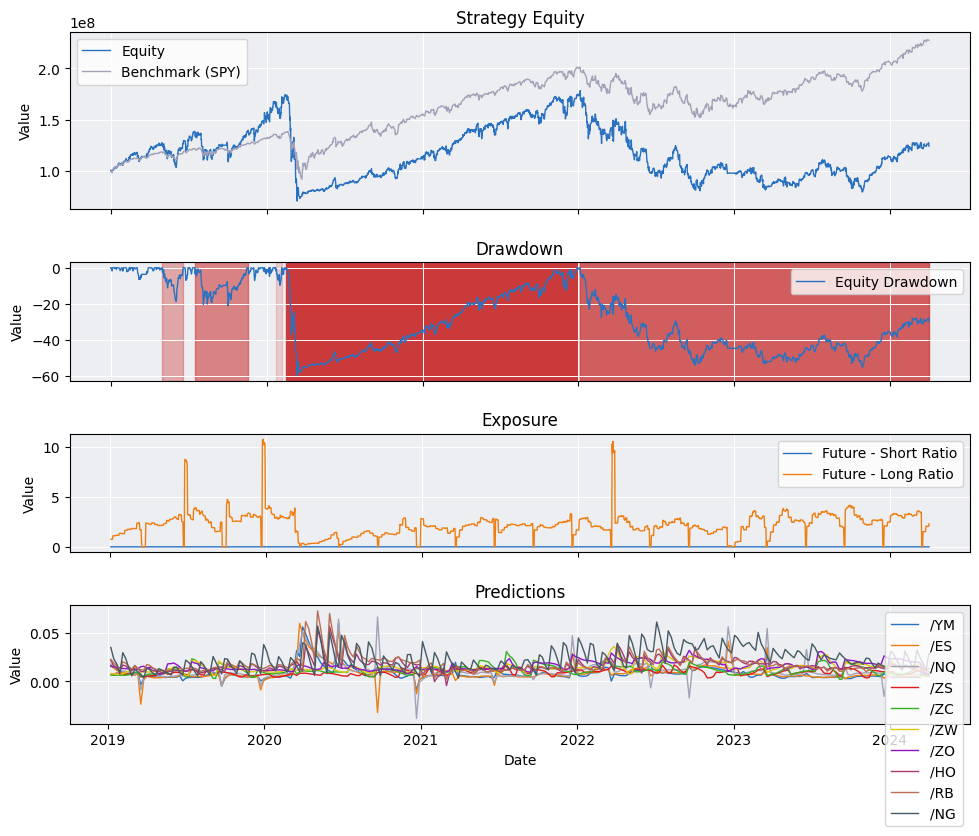 Strategy Equity
1e8
Equity
Benchmark (SPY)
Value
2.0
1.5
1.0
Drawdown
Equity Drawdown
Value
0
−20
−40
−60
Exposure
Future - Short Ratio
Future - Long Ratio
Value
10
5
0
Predictions
Value
0.05
0.00
2019
2020
2021
2022
2023
2024
Date
/YM
/ES
/NQ
/ZS
/ZC
/ZW
/ZO
/HO
/RB
/NG